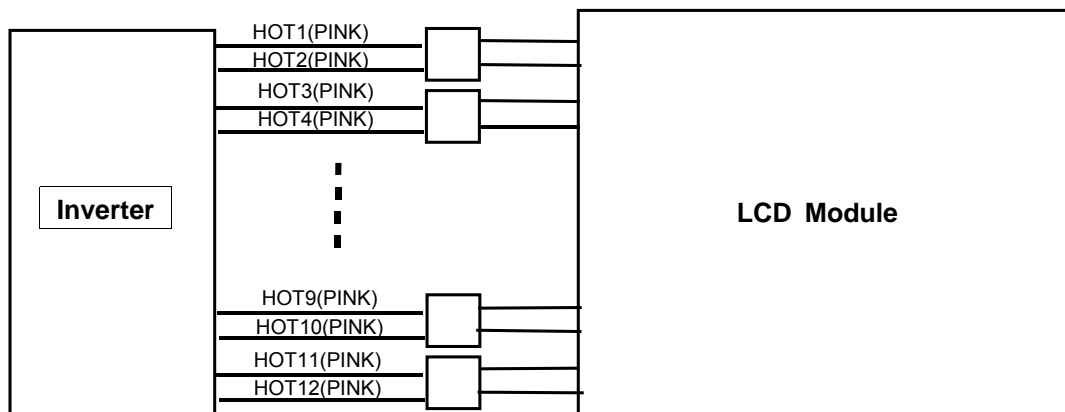 HOT1(PINK)
HOT2(PINK)
HOT3(PINK)
HOT4(PINK)
Inverter
LCD Module
HOT9(PINK)
HOT10(PINK)
HOT11(PINK)
HOT12(PINK)